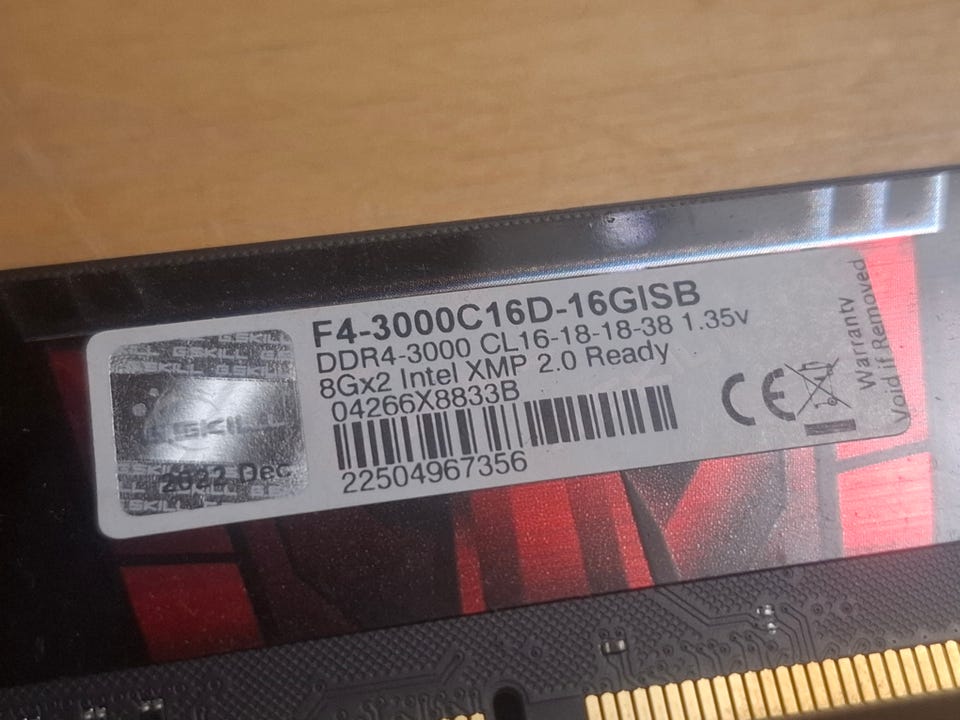 F4-3000C16D-16GISB
DDR4-3000 CL16-18-18-38 1.35v
8Gx2 Intel XMP 2.0 Ready
04266X8833B
22504967356
G.SKILL
2022 Dec
CE
Warranty
Void if Removed